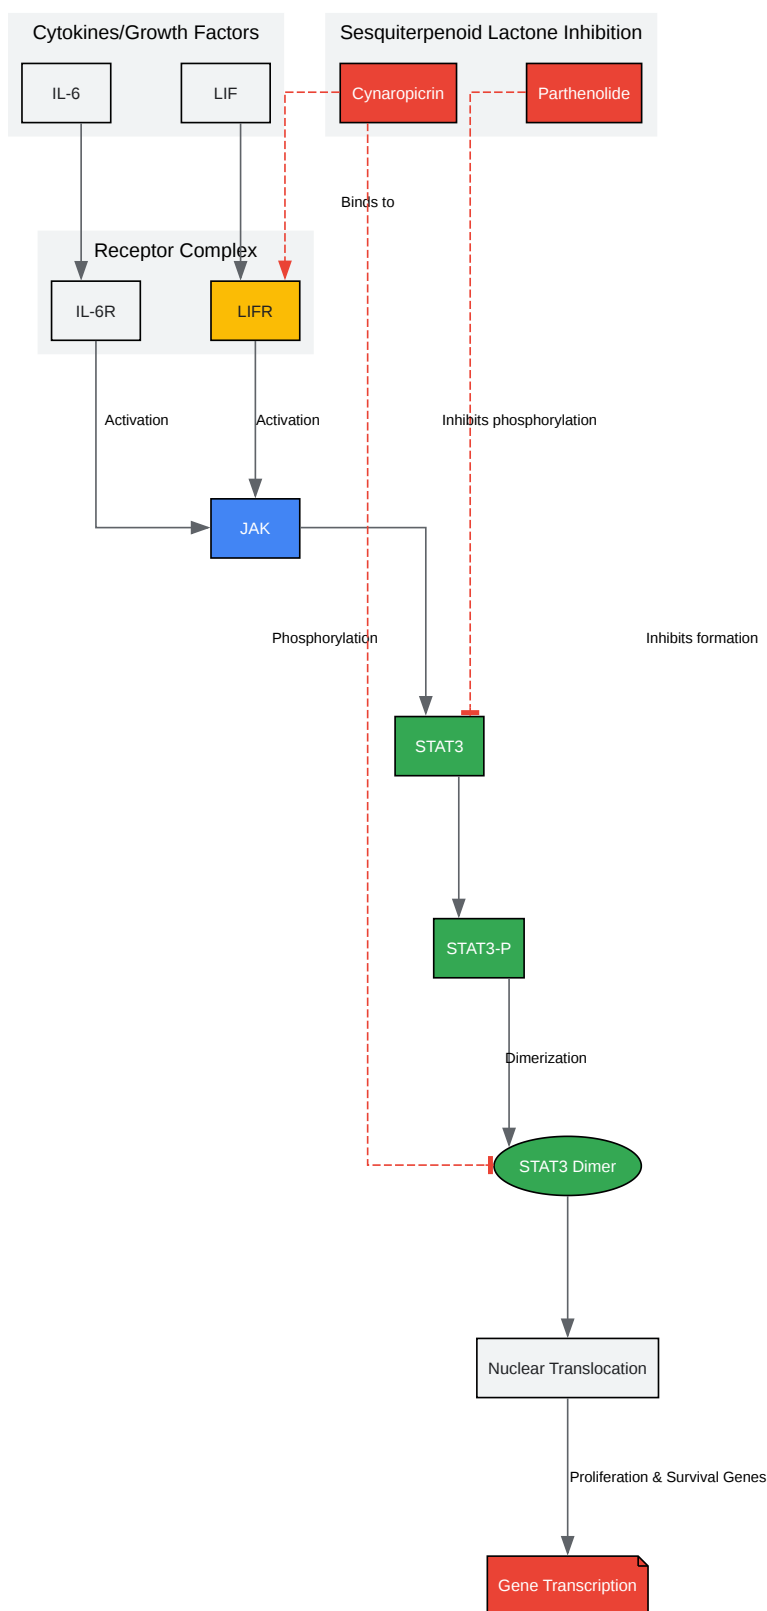 Cytokines/Growth Factors
Sesquiterpenoid Lactone Inhibition
IL-6
LIF
Cynaropicrin
Parthenolide
Binds to
Receptor Complex
IL-6R
LIFR
Activation
Activation
Inhibits phosphorylation
JAK
Phosphorylation
Inhibits formation
STAT3
STAT3-P
Dimerization
STAT3 Dimer
Nuclear Translocation
Proliferation & Survival Genes
Gene Transcription